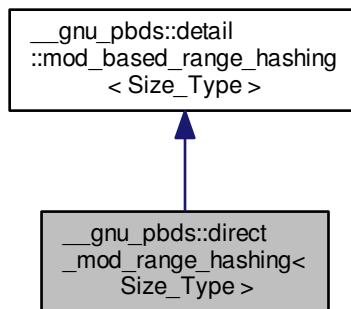 __gnu_pbds::detail
::mod_based_range_hashing
< Size_Type >
__gnu_pbds::direct
_mod_range_hashing<
Size_Type >